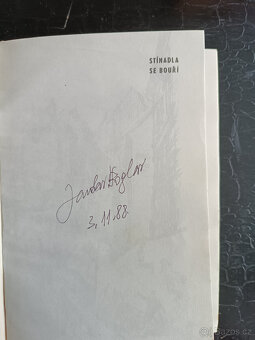 STÍNADLA
SE BOUŘÍ
Jaroslav Foglar
3. 11. 88.